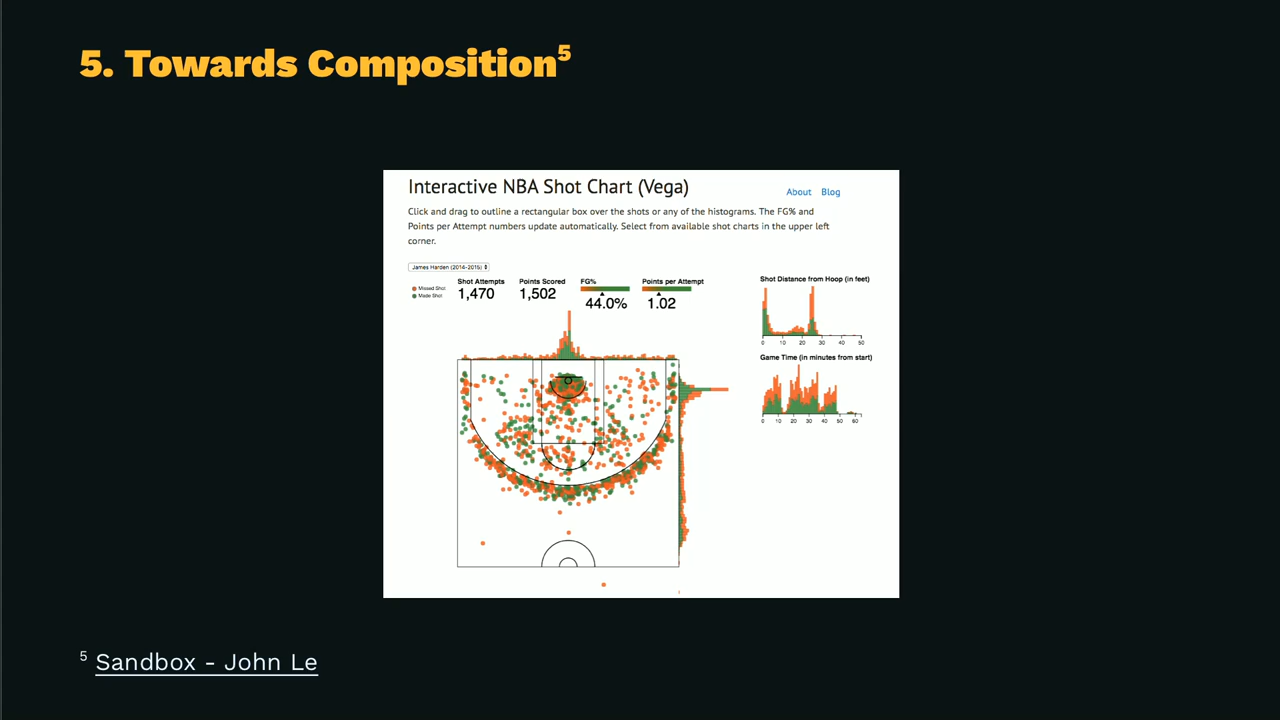 5. Towards Composition⁵
Interactive NBA Shot Chart (Vega)
About Blog
Click and drag to outline a rectangular box over the shots or any of the histograms. The FG% and
Points per Attempt numbers update automatically. Select from available shot charts in the upper left
corner.
James Harden (2014-2015)
Missed Shot
Made Shot
Shot Attempts
1,470
Points Scored
1,502
FG%
44.0%
Points per Attempt
1.02
Shot Distance from Hoop (in feet)
0 10 20 30 40 50
Game Time (in minutes from start)
0 10 20 30 40 50 60
⁵ Sandbox - John Le